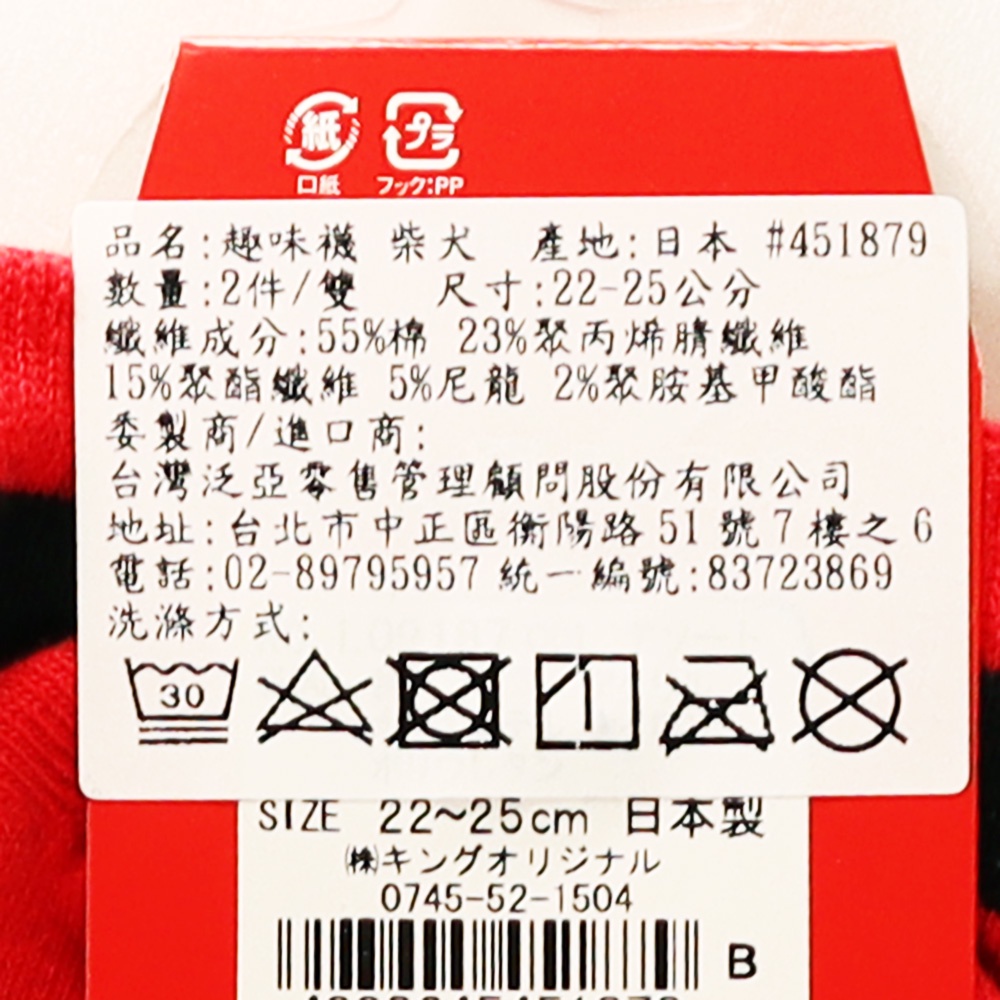 紙 プラ
口紙 フック:PP
品名:趣味襪 柴犬 產地:日本 #451879
數量:2件/雙 尺寸:22-25公分
纖維成分:55%棉 23%聚丙烯腈纖維
15%聚酯纖維 5%尼龍 2%聚胺基甲酸酯
委製商/進口商:
台灣泛亞零售管理顧問股份有限公司
地址:台北市中正區衡陽路51號7樓之6
電話:02-89795957 統一編號:83723869
洗滌方式:
30
SIZE 22~25cm 日本製
㈱キングオリジナル
0745-52-1504
B